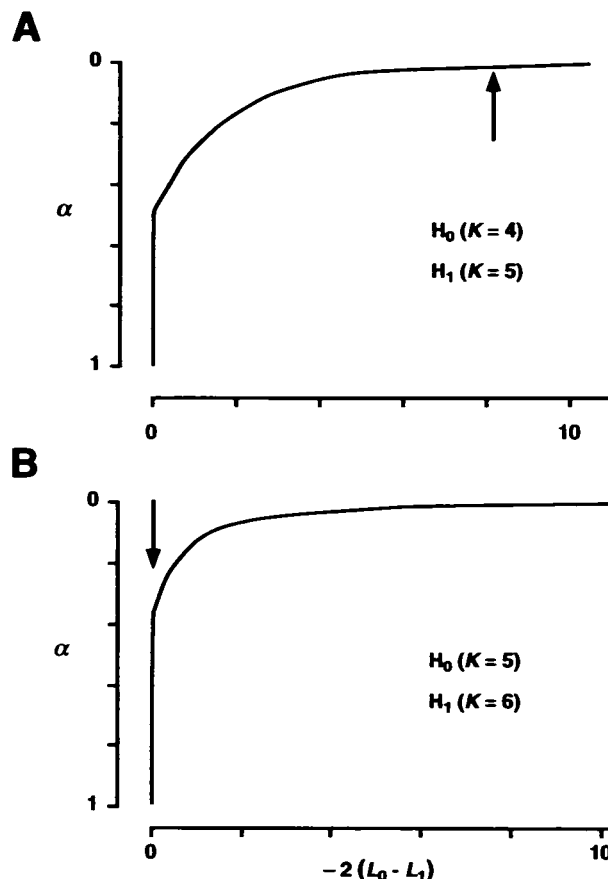 A
0
α
1
H₀ (K = 4)
H₁ (K = 5)
0 10
B
0
α
1
H₀ (K = 5)
H₁ (K = 6)
0 10
−2 (L₀ - L₁)